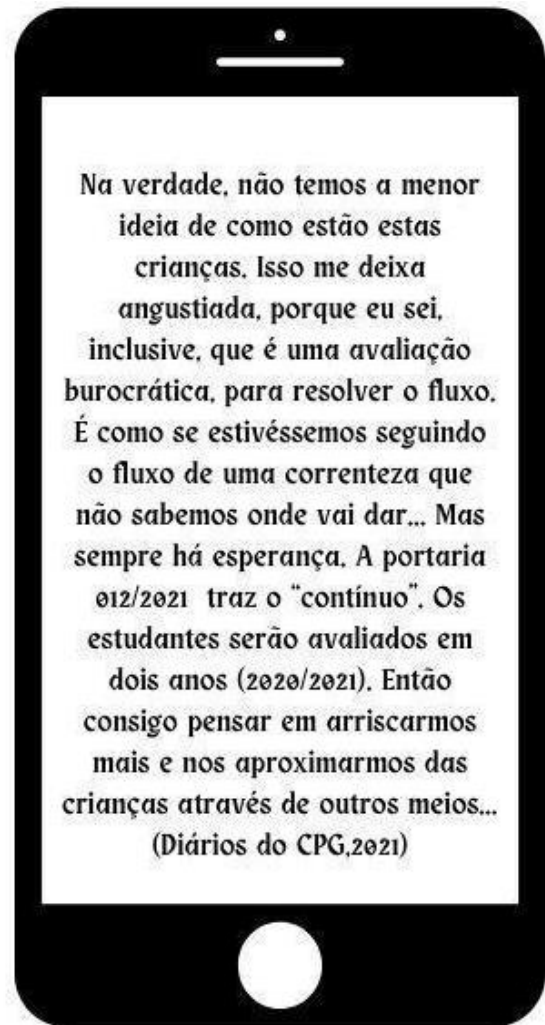 Na verdade, não temos a menor
ideia de como estão estas
crianças. Isso me deixa
angustiada, porque eu sei,
inclusive, que é uma avaliação
burocrática, para resolver o fluxo.
É como se estivéssemos seguindo
o fluxo de uma correnteza que
não sabemos onde vai dar... Mas
sempre há esperança. A portaria
012/2021 traz o “contínuo”. Os
estudantes serão avaliados em
dois anos (2020/2021). Então
consigo pensar em arriscarmos
mais e nos aproximarmos das
crianças através de outros meios...
(Diários do CPG,2021)